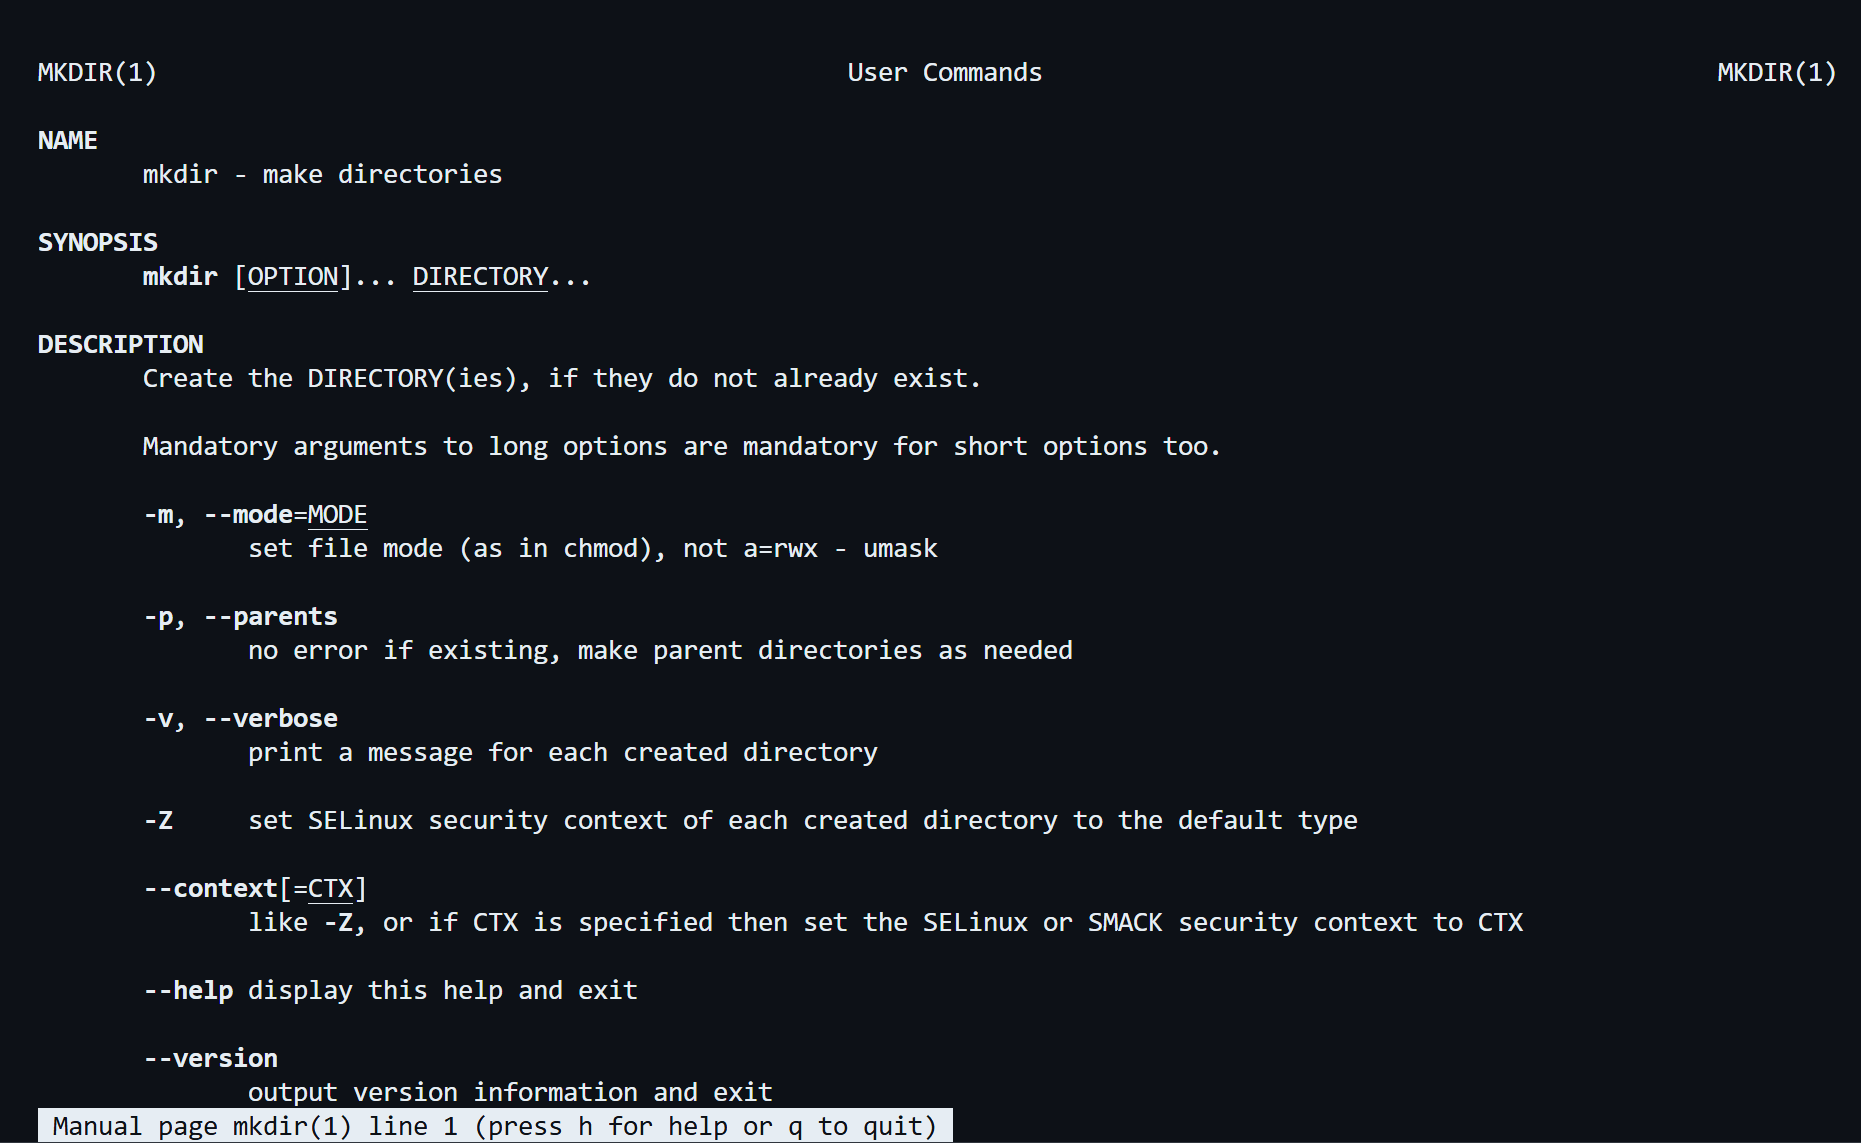 MKDIR(1) User Commands MKDIR(1)
NAME
mkdir - make directories
SYNOPSIS
mkdir [OPTION]... DIRECTORY...
DESCRIPTION
Create the DIRECTORY(ies), if they do not already exist.
Mandatory arguments to long options are mandatory for short options too.
-m, --mode=MODE
set file mode (as in chmod), not a=rwx - umask
-p, --parents
no error if existing, make parent directories as needed
-v, --verbose
print a message for each created directory
-Z set SELinux security context of each created directory to the default type
--context[=CTX]
like -Z, or if CTX is specified then set the SELinux or SMACK security context to CTX
--help display this help and exit
--version
output version information and exit
Manual page mkdir(1) line 1 (press h for help or q to quit)